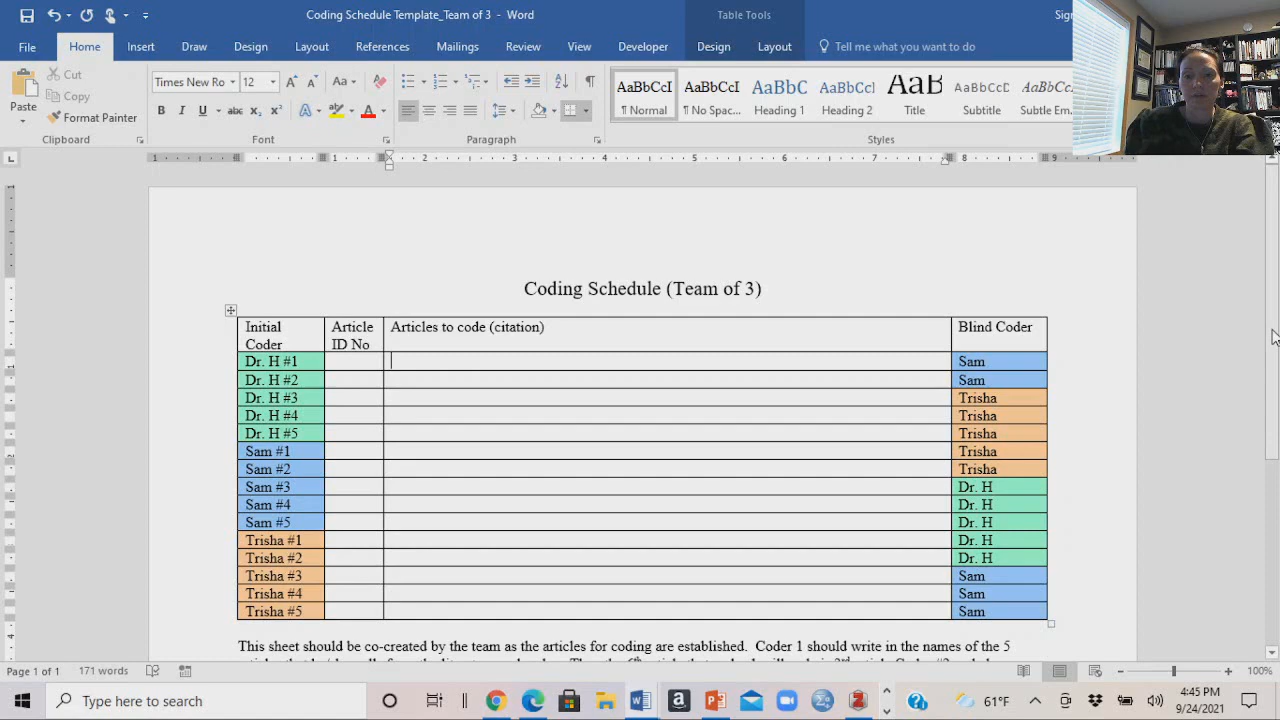 Coding Schedule Template_Team of 3 - Word
Table Tools
Sign
File Home Insert Draw Design Layout References Mailings Review View Developer Design Layout Tell me what you want to do
Paste
Cut
Copy
Format Painter
Clipboard
Times New Ro 12
Font
Paragraph
AaBbCcI AaBbCcI AaBbC AaBbCcI AaB AaBbCcD AaBbCcD
¶ Normal
¶ No Spac...
Heading 2
Title
Subtitle
Styles
Coding Schedule (Team of 3)
Initial Coder Article ID No Articles to code (citation) Blind Coder
Dr. H #1 Sam
Dr. H #2 Sam
Dr. H #3 Trisha
Dr. H #4 Trisha
Dr. H #5 Trisha
Sam #1 Trisha
Sam #2 Trisha
Sam #3 Dr. H
Sam #4 Dr. H
Sam #5 Dr. H
Trisha #1 Dr. H
Trisha #2 Dr. H
Trisha #3 Sam
Trisha #4 Sam
Trisha #5 Sam
This sheet should be co-created by the team as the articles for coding are established. Coder 1 should write in the names of the 5
Page 1 of 1 171 words 100%
Type here to search
61°F
4:45 PM
9/24/2021